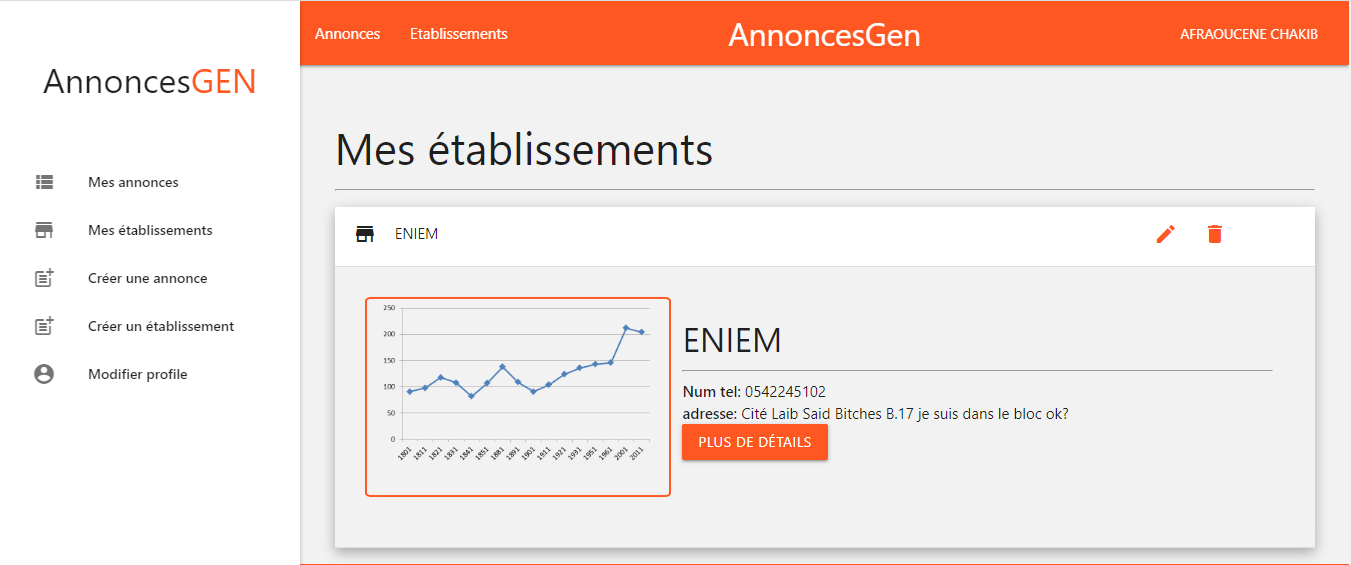 Annonces Etablissements AnnoncesGen AFRAOUCENE CHAKIB
AnnoncesGEN
Mes annonces
Mes établissements
Créer une annonce
Créer un établissement
Modifier profile
Mes établissements
ENIEM
250
200
150
100
50
0
1801 1811 1821 1831 1841 1851 1881 1891 1901 1911 1921 1931 1951 1961 2001 2011
ENIEM
Num tel: 0542245102
adresse: Cité Laib Said Bitches B.17 je suis dans le bloc ok?
PLUS DE DÉTAILS